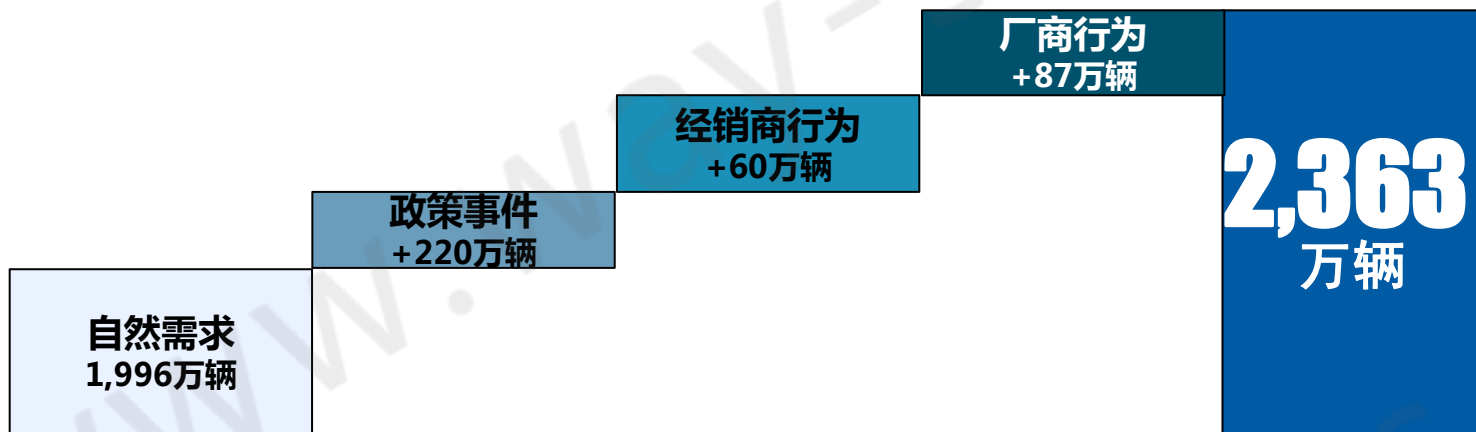 厂商行为
+87万辆
经销商行为
+60万辆
2,363
万辆
政策事件
+220万辆
自然需求
1,996万辆